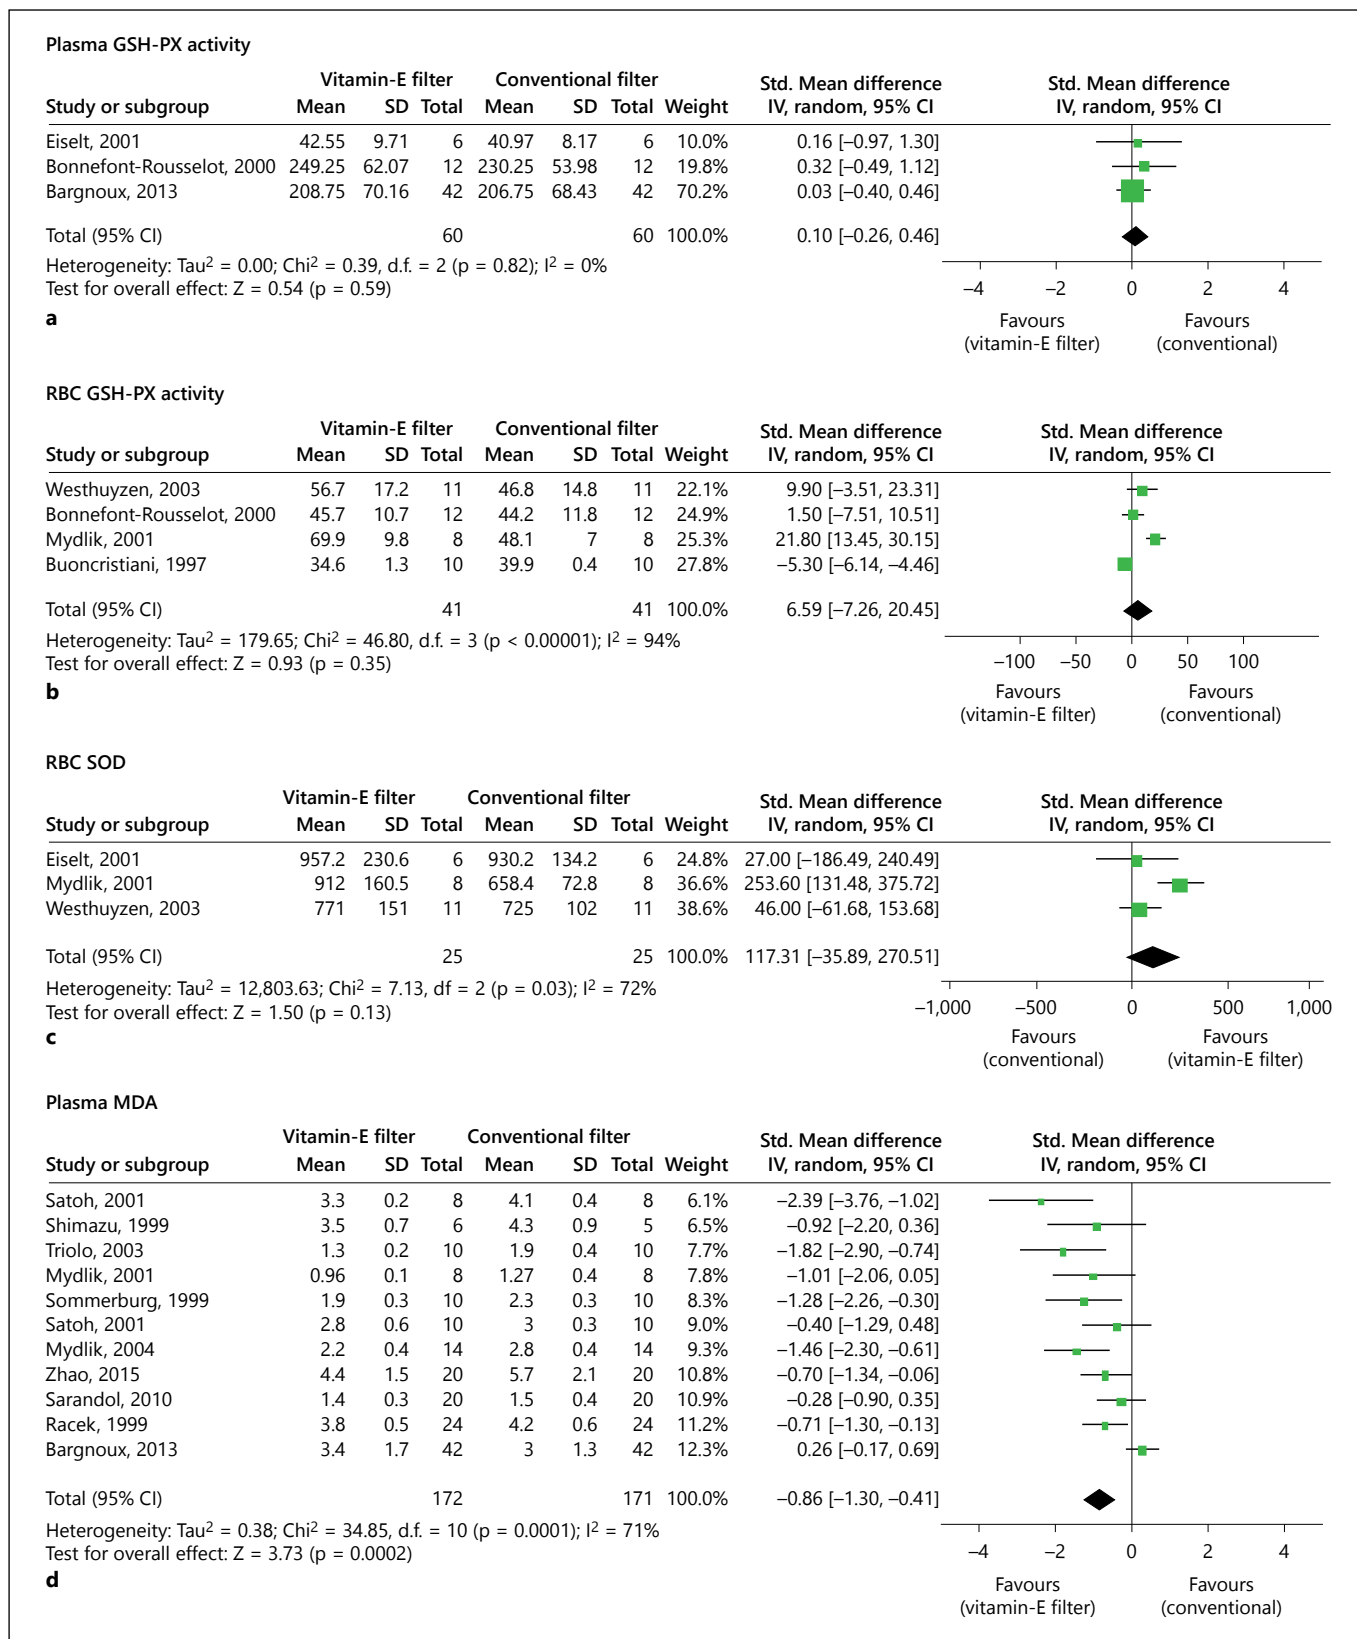 Plasma GSH-PX activity
Vitamin-E filter Conventional filter Std. Mean difference Std. Mean difference
Study or subgroup Mean SD Total Mean SD Total Weight IV, random, 95% CI IV, random, 95% CI
Eiselt, 2001 42.55 9.71 6 40.97 8.17 6 10.0% 0.16 [–0.97, 1.30]
Bonnefont-Rousselot, 2000 249.25 62.07 12 230.25 53.98 12 19.8% 0.32 [–0.49, 1.12]
Bargnoux, 2013 208.75 70.16 42 206.75 68.43 42 70.2% 0.03 [–0.40, 0.46]
Total (95% CI) 60 60 100.0% 0.10 [–0.26, 0.46]
Heterogeneity: Tau² = 0.00; Chi² = 0.39, d.f. = 2 (p = 0.82); I² = 0%
Test for overall effect: Z = 0.54 (p = 0.59)
–4 –2 0 2 4
a
Favours Favours
(vitamin-E filter) (conventional)
RBC GSH-PX activity
Vitamin-E filter Conventional filter Std. Mean difference Std. Mean difference
Study or subgroup Mean SD Total Mean SD Total Weight IV, random, 95% CI IV, random, 95% CI
Westhuyzen, 2003 56.7 17.2 11 46.8 14.8 11 22.1% 9.90 [–3.51, 23.31]
Bonnefont-Rousselot, 2000 45.7 10.7 12 44.2 11.8 12 24.9% 1.50 [–7.51, 10.51]
Mydlik, 2001 69.9 9.8 8 48.1 7 8 25.3% 21.80 [13.45, 30.15]
Buoncristiani, 1997 34.6 1.3 10 39.9 0.4 10 27.8% –5.30 [–6.14, –4.46]
Total (95% CI) 41 41 100.0% 6.59 [–7.26, 20.45]
Heterogeneity: Tau² = 179.65; Chi² = 46.80, d.f. = 3 (p < 0.00001); I² = 94%
Test for overall effect: Z = 0.93 (p = 0.35)
–100 –50 0 50 100
b
Favours Favours
(vitamin-E filter) (conventional)
RBC SOD
Vitamin-E filter Conventional filter Std. Mean difference Std. Mean difference
Study or subgroup Mean SD Total Mean SD Total Weight IV, random, 95% CI IV, random, 95% CI
Eiselt, 2001 957.2 230.6 6 930.2 134.2 6 24.8% 27.00 [–186.49, 240.49]
Mydlik, 2001 912 160.5 8 658.4 72.8 8 36.6% 253.60 [131.48, 375.72]
Westhuyzen, 2003 771 151 11 725 102 11 38.6% 46.00 [–61.68, 153.68]
Total (95% CI) 25 25 100.0% 117.31 [–35.89, 270.51]
Heterogeneity: Tau² = 12,803.63; Chi² = 7.13, df = 2 (p = 0.03); I² = 72%
Test for overall effect: Z = 1.50 (p = 0.13)
–1,000 –500 0 500 1,000
c
Favours Favours
(conventional) (vitamin-E filter)
Plasma MDA
Vitamin-E filter Conventional filter Std. Mean difference Std. Mean difference
Study or subgroup Mean SD Total Mean SD Total Weight IV, random, 95% CI IV, random, 95% CI
Satoh, 2001 3.3 0.2 8 4.1 0.4 8 6.1% –2.39 [–3.76, –1.02]
Shimazu, 1999 3.5 0.7 6 4.3 0.9 5 6.5% –0.92 [–2.20, 0.36]
Triolo, 2003 1.3 0.2 10 1.9 0.4 10 7.7% –1.82 [–2.90, –0.74]
Mydlik, 2001 0.96 0.1 8 1.27 0.4 8 7.8% –1.01 [–2.06, 0.05]
Sommerburg, 1999 1.9 0.3 10 2.3 0.3 10 8.3% –1.28 [–2.26, –0.30]
Satoh, 2001 2.8 0.6 10 3 0.3 10 9.0% –0.40 [–1.29, 0.48]
Mydlik, 2004 2.2 0.4 14 2.8 0.4 14 9.3% –1.46 [–2.30, –0.61]
Zhao, 2015 4.4 1.5 20 5.7 2.1 20 10.8% –0.70 [–1.34, –0.06]
Sarandol, 2010 1.4 0.3 20 1.5 0.4 20 10.9% –0.28 [–0.90, 0.35]
Racek, 1999 3.8 0.5 24 4.2 0.6 24 11.2% –0.71 [–1.30, –0.13]
Bargnoux, 2013 3.4 1.7 42 3 1.3 42 12.3% 0.26 [–0.17, 0.69]
Total (95% CI) 172 171 100.0% –0.86 [–1.30, –0.41]
Heterogeneity: Tau² = 0.38; Chi² = 34.85, d.f. = 10 (p = 0.0001); I² = 71%
Test for overall effect: Z = 3.73 (p = 0.0002)
–4 –2 0 2 4
d
Favours Favours
(vitamin-E filter) (conventional)